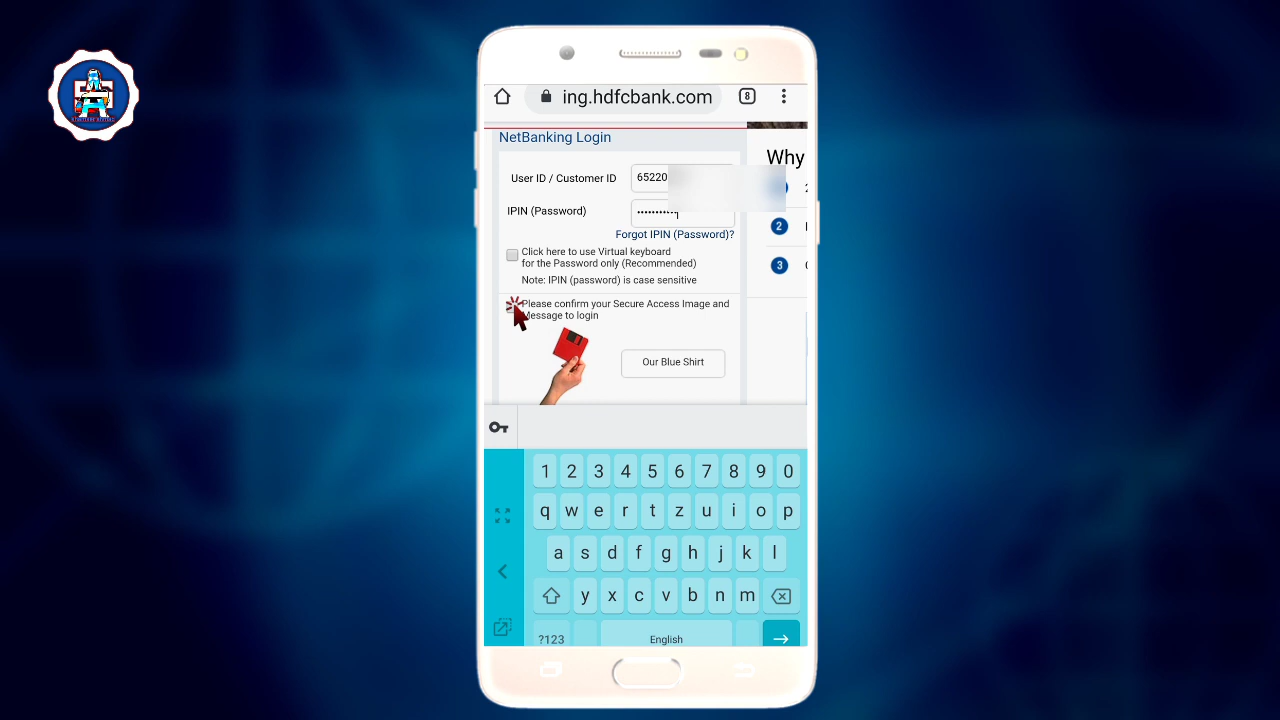 ing.hdfcbank.com
8
NetBanking Login
Why
User ID / Customer ID
65220
IPIN (Password)
Forgot IPIN (Password)?
2
3
Click here to use Virtual keyboard
for the Password only (Recommended)
Note: IPIN (password) is case sensitive
Please confirm your Secure Access Image and
Message to login
Our Blue Shirt
1 2 3 4 5 6 7 8 9 0
q w e r t z u i o p
a s d f g h j k l
y x c v b n m
?123 English